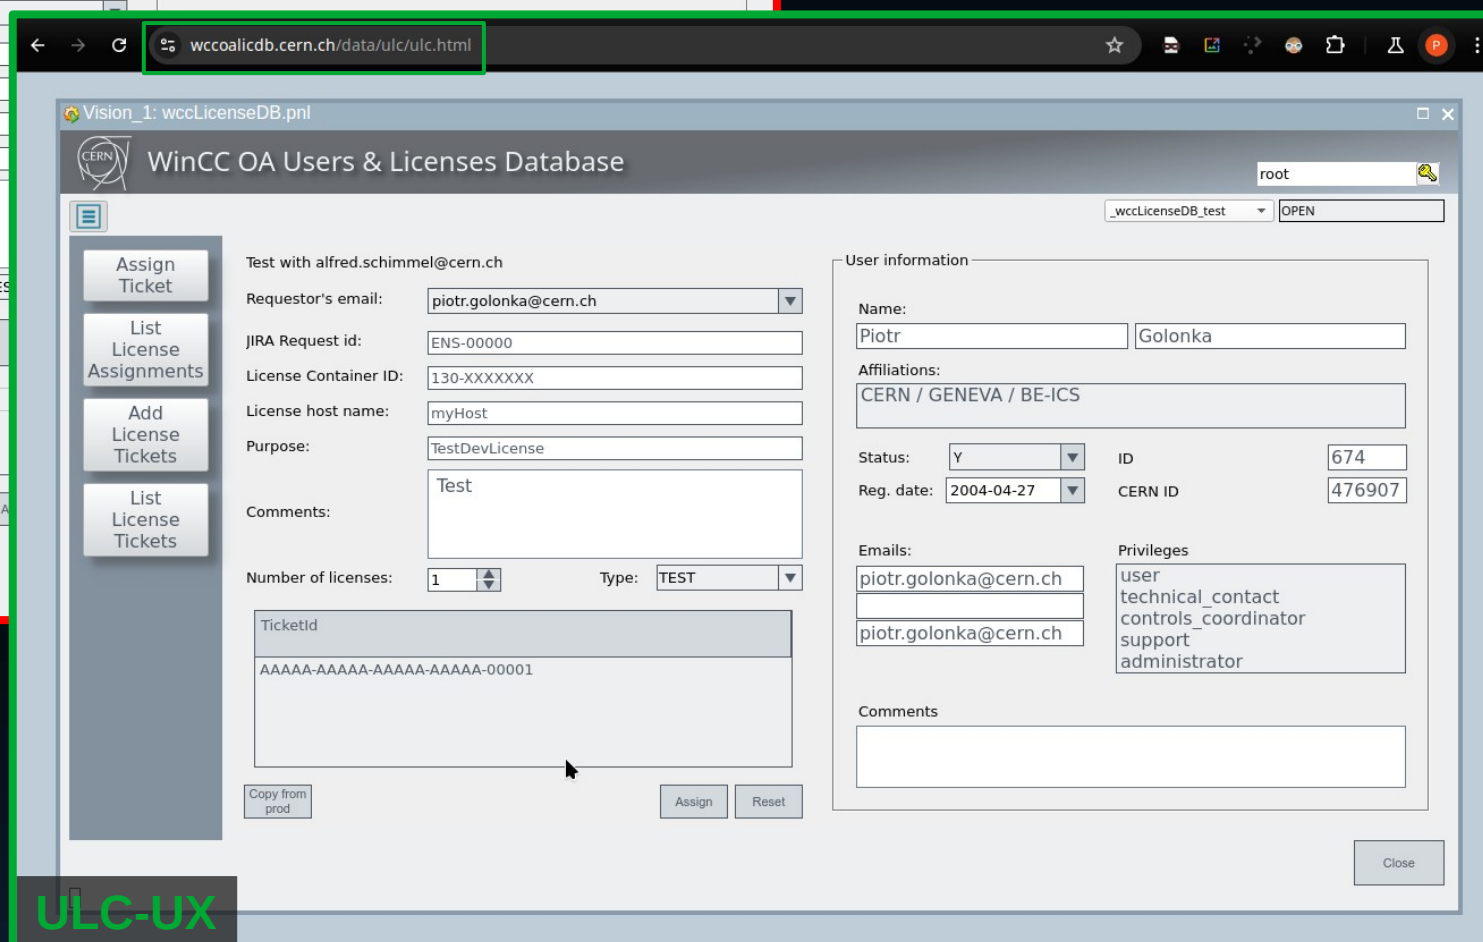 wccoalicdb.cern.ch/data/ulc/ulc.html
P
Vision_1: wccLicenseDB.pnl
CERN
WinCC OA Users & Licenses Database
root
_wccLicenseDB_test
OPEN
Assign
Ticket
List
License
Assignments
Add
License
Tickets
List
License
Tickets
Test with alfred.schimmel@cern.ch
Requestor's email:
piotr.golonka@cern.ch
JIRA Request id:
ENS-00000
License Container ID:
130-XXXXXXX
License host name:
myHost
Purpose:
TestDevLicense
Comments:
Test
Number of licenses:
1
Type:
TEST
TicketId
AAAAA-AAAAA-AAAAA-AAAAA-00001
Copy from
prod
Assign
Reset
User information
Name:
Piotr
Golonka
Affiliations:
CERN / GENEVA / BE-ICS
Status:
Y
ID
674
Reg. date:
2004-04-27
CERN ID
476907
Emails:
piotr.golonka@cern.ch
piotr.golonka@cern.ch
Privileges
user
technical_contact
controls_coordinator
support
administrator
Comments
Close
ULC-UX